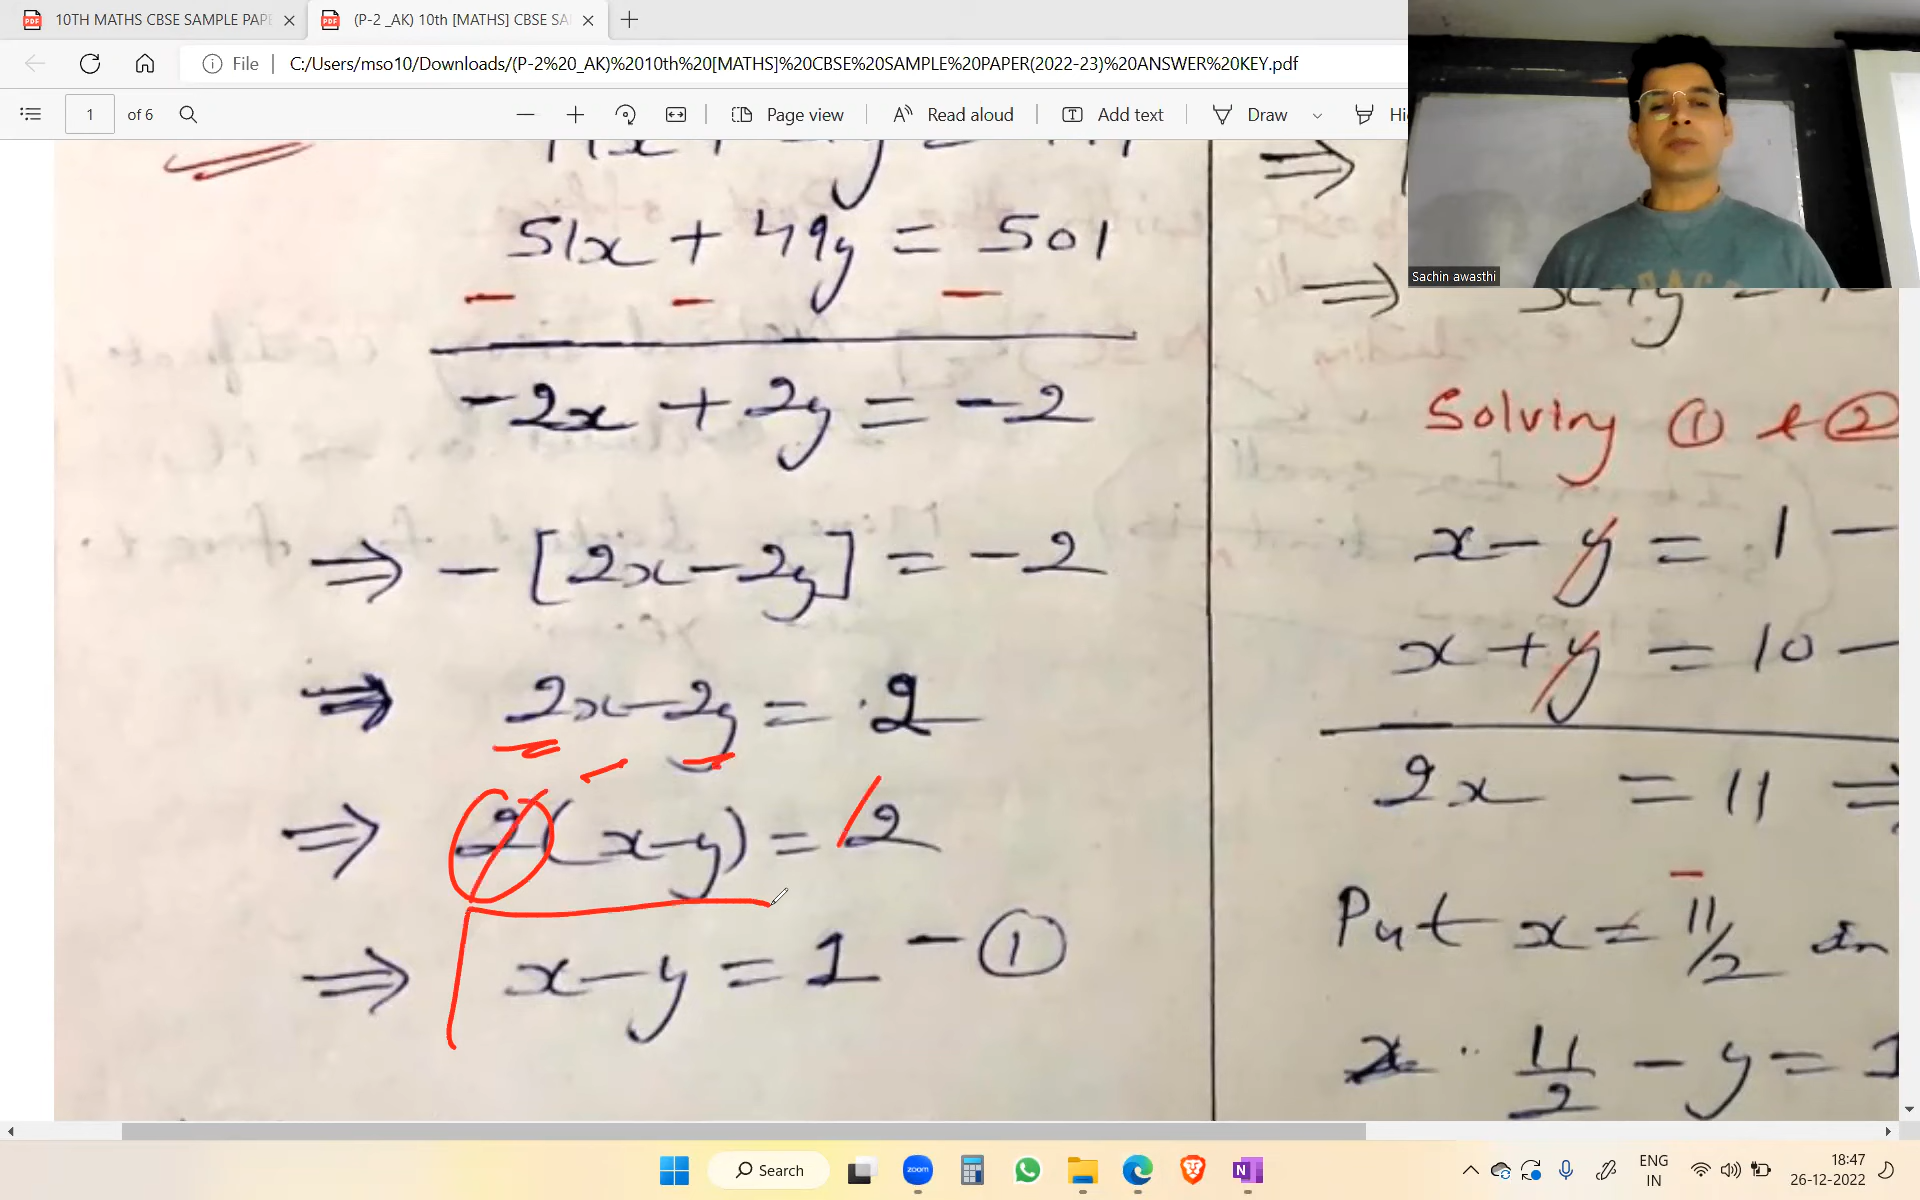 10TH MATHS CBSE SAMPLE PAPE
(P-2 _AK) 10th [MATHS] CBSE SA
File
C:/Users/mso10/Downloads/(P-2%20_AK)%2010th%20[MATHS]%20CBSE%20SAMPLE%20PAPER(2022-23)%20ANSWER%20KEY.pdf
1 of 6
Page view
Read aloud
Add text
Draw
Hi
Sachin awasthi
51x + 49y = 501
- - -
-2x + 2y = -2
⇒ - [2x - 2y] = -2
⇒ 2x - 2y = 2
⇒ 2(x-y) = 2
⇒ x - y = 1 - ①
⇒
⇒ x + y = 1
Solving ① & ②
x - y = 1 -
x + y = 10 -
2x = 11 ⇒
Put x = 11/2 in
11/2 - y = 1
Search
zoom
ENG
IN
18:47
26-12-2022